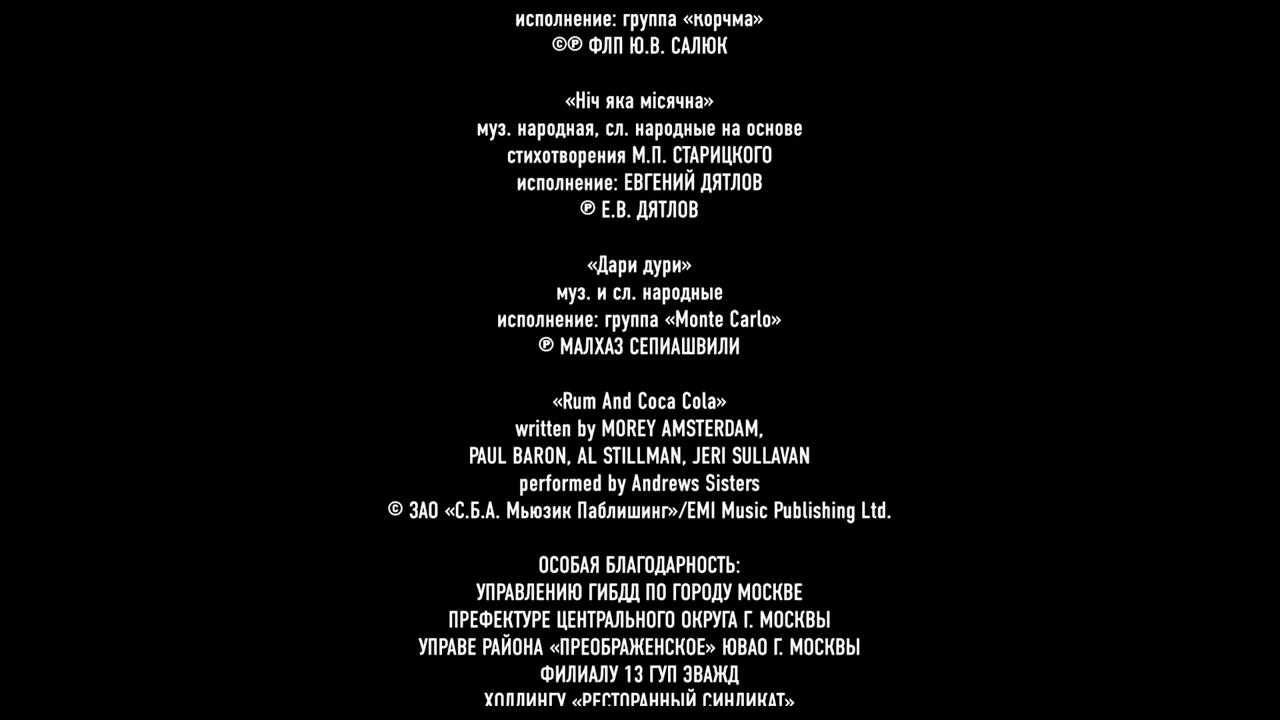 исполнение: группа «Корчма»
©℗ ФЛП Ю.В. САЛЮК
«Ніч яка місячна»
муз. народная, сл. народные на основе
стихотворения М.П. СТАРИЦКОГО
исполнение: ЕВГЕНИЙ ДЯТЛОВ
℗ Е.В. ДЯТЛОВ
«Дари дури»
муз. и сл. народные
исполнение: группа «Monte Carlo»
℗ МАЛХАЗ СЕПИАШВИЛИ
«Rum And Coca Cola»
written by MOREY AMSTERDAM,
PAUL BARON, AL STILLMAN, JERI SULLAVAN
performed by Andrews Sisters
© ЗАО «С.Б.А. Мьюзик Паблишинг»/EMI Music Publishing Ltd.
ОСОБАЯ БЛАГОДАРНОСТЬ:
УПРАВЛЕНИЮ ГИБДД ПО ГОРОДУ МОСКВЕ
ПРЕФЕКТУРЕ ЦЕНТРАЛЬНОГО ОКРУГА Г. МОСКВЫ
УПРАВЕ РАЙОНА «ПРЕОБРАЖЕНСКОЕ» ЮВАО Г. МОСКВЫ
ФИЛИАЛУ 13 ГУП ЭВАЖД
ХОЛДИНГУ «РЕСТОРАННЫЙ СИНДИКАТ»